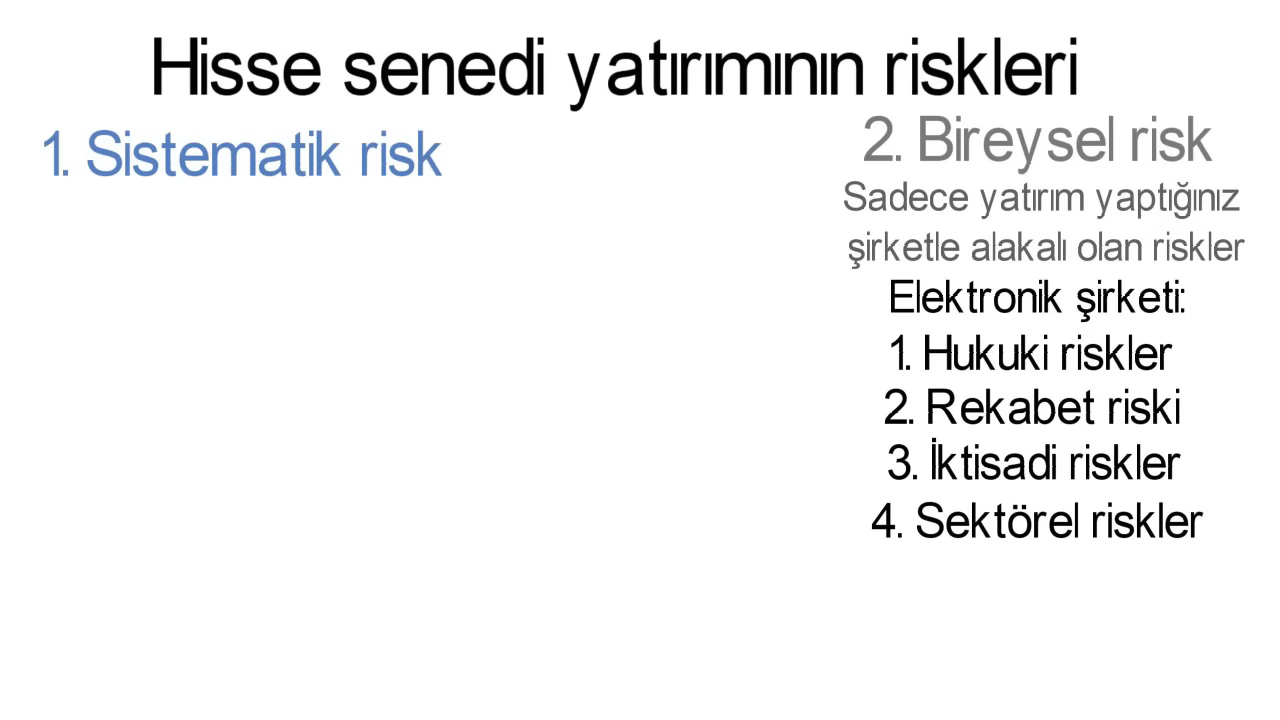 Hisse senedi yatırımının riskleri
1. Sistematik risk
2. Bireysel risk
Sadece yatırım yaptığınız
şirketle alakalı olan riskler
Elektronik şirketi:
1. Hukuki riskler
2. Rekabet riski
3. İktisadi riskler
4. Sektörel riskler